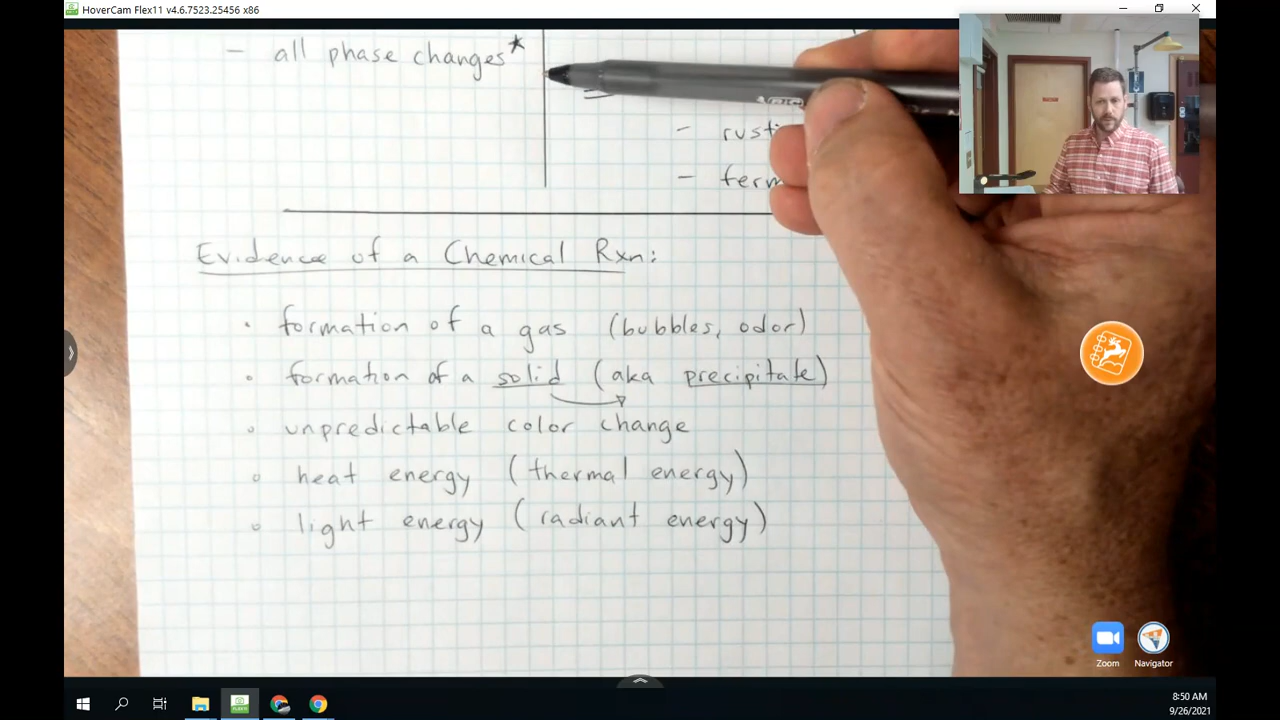 HoverCam Flex11 v4.6.7523.25456 x86
- all phase changes*
-
- 
Evidence of a Chemical Rxn:
· formation of a gas (bubbles, odor)
· formation of a solid (aka precipitate)
· unpredictable color change
· heat energy (thermal energy)
· light energy (radiant energy)
Zoom Navigator
8:50 AM
9/26/2021